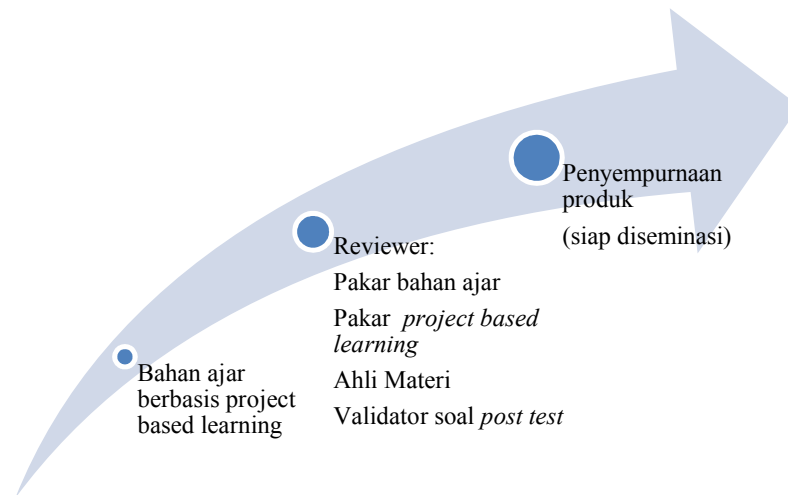 Bahan ajar
berbasis project
based learning
Reviewer:
Pakar bahan ajar
Pakar project based
learning
Ahli Materi
Validator soal post test
Penyempurnaan
produk
(siap diseminasi)